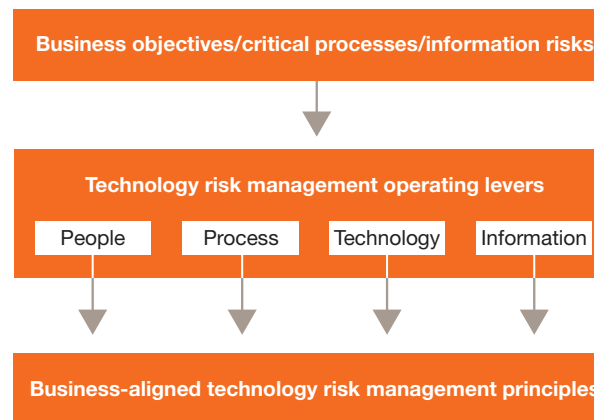 Business objectives/critical processes/information risks
Technology risk management operating levers
People
Process
Technology
Information
Business-aligned technology risk management principles